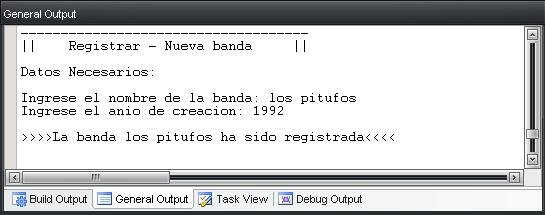 General Output
------------------------------------
||    Registrar - Nueva banda     ||
Datos Necesarios:
Ingrese el nombre de la banda: los pitufos
Ingrese el anio de creacion: 1992
>>>>La banda los pitufos ha sido registrada<<<<
Build Output General Output Task View Debug Output